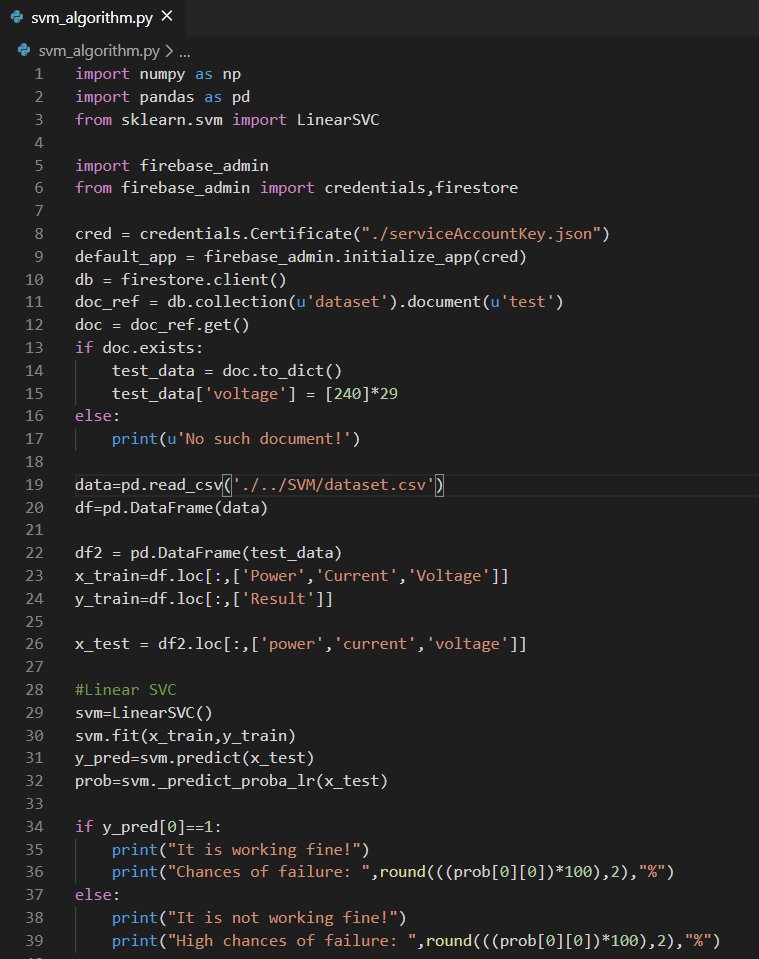 svm_algorithm.py ×
svm_algorithm.py > ...
1 import numpy as np
2 import pandas as pd
3 from sklearn.svm import LinearSVC
4
5 import firebase_admin
6 from firebase_admin import credentials,firestore
7
8 cred = credentials.Certificate("./serviceAccountKey.json")
9 default_app = firebase_admin.initialize_app(cred)
10 db = firestore.client()
11 doc_ref = db.collection(u'dataset').document(u'test')
12 doc = doc_ref.get()
13 if doc.exists:
14     test_data = doc.to_dict()
15     test_data['voltage'] = [240]*29
16 else:
17     print(u'No such document!')
18
19 data=pd.read_csv('./../SVM/dataset.csv')
20 df=pd.DataFrame(data)
21
22 df2 = pd.DataFrame(test_data)
23 x_train=df.loc[:,['Power','Current','Voltage']]
24 y_train=df.loc[:,['Result']]
25
26 x_test = df2.loc[:,['power','current','voltage']]
27
28 #Linear SVC
29 svm=LinearSVC()
30 svm.fit(x_train,y_train)
31 y_pred=svm.predict(x_test)
32 prob=svm._predict_proba_lr(x_test)
33
34 if y_pred[0]==1:
35     print("It is working fine!")
36     print("Chances of failure: ",round(((prob[0][0])*100),2),"%")
37 else:
38     print("It is not working fine!")
39     print("High chances of failure: ",round(((prob[0][0])*100),2),"%")